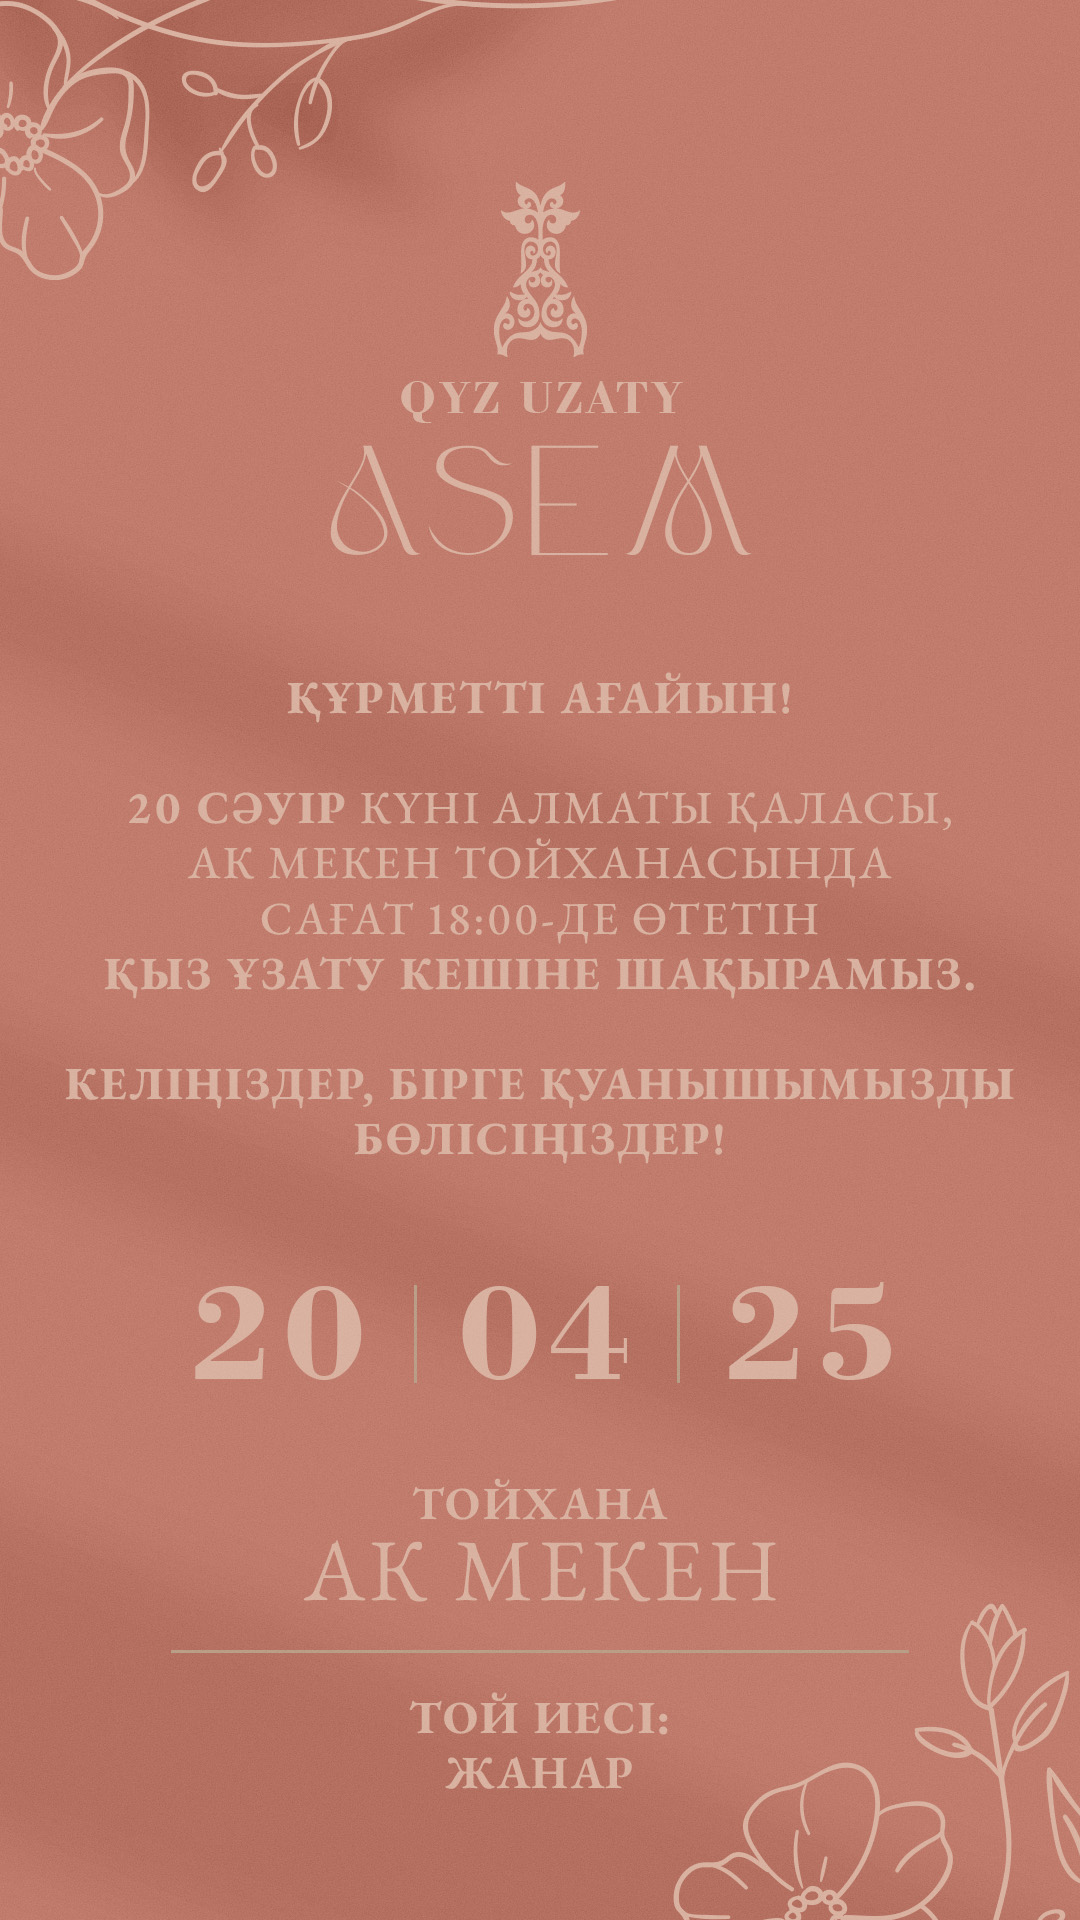 QYZ UZATY
ASEM
ҚҰРМЕТТІ АҒАЙЫН!
20 СӘУІР КҮНІ АЛМАТЫ ҚАЛАСЫ,
АК МЕКЕН ТОЙХАНАСЫНДА
САҒАТ 18:00-ДЕ ӨТЕТІН
ҚЫЗ ҰЗАТУ КЕШІНЕ ШАҚЫРАМЫЗ.
КЕЛІҢІЗДЕР, БІРГЕ ҚУАНЫШЫМЫЗДЫ
БӨЛІСІҢІЗДЕР!
20 | 04 | 25
ТОЙХАНА
АК МЕКЕН
ТОЙ ИЕСІ:
ЖАНАР